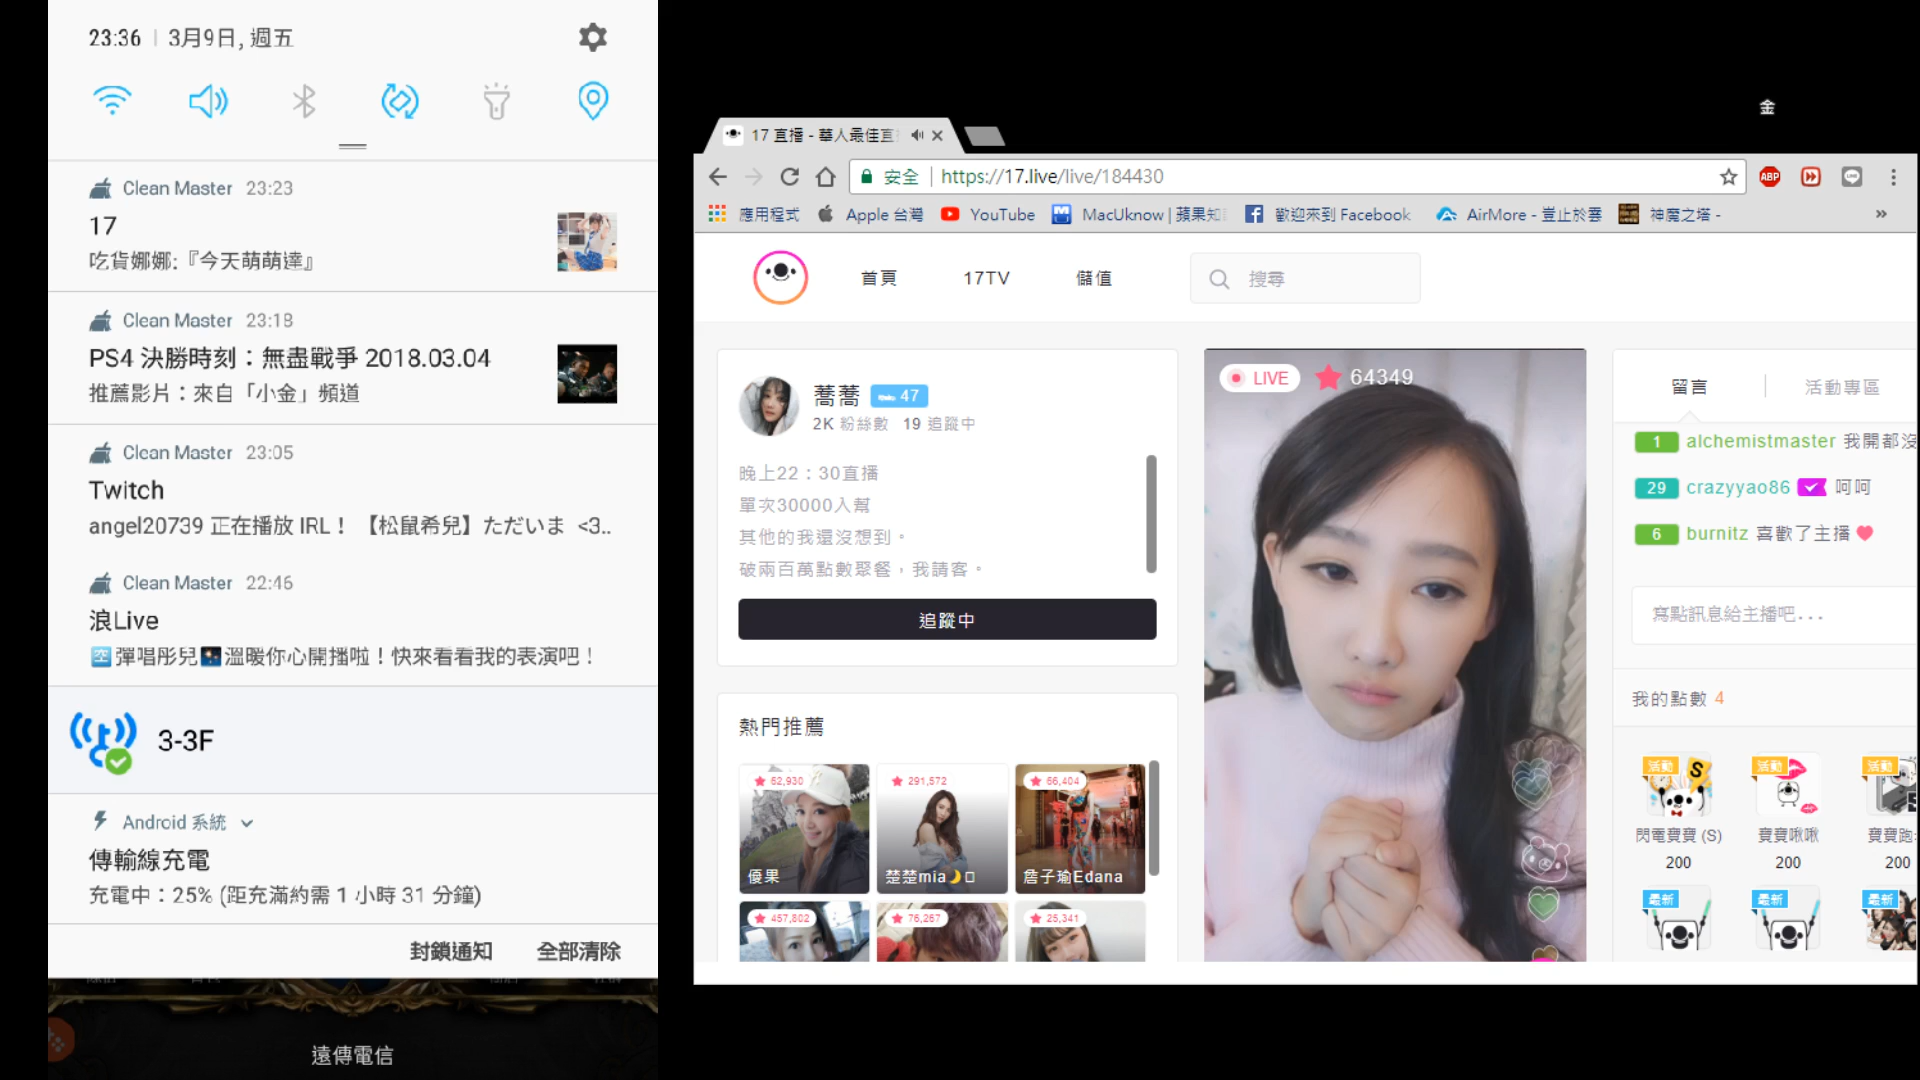 23:36 | 3月9日, 週五
Clean Master 23:23
17
吃貨娜娜:『今天萌萌達』
Clean Master 23:18
PS4 決勝時刻：無盡戰爭 2018.03.04
推薦影片：來自「小金」頻道
Clean Master 23:05
Twitch
angel20739 正在播放 IRL！ 【松鼠希兒】ただいま <3..
Clean Master 22:46
浪Live
🈳彈唱彤兒🎆溫暖你心開播啦！快來看看我的表演吧！
3-3F
Android 系統
傳輸線充電
充電中：25% (距充滿約需 1 小時 31 分鐘)
封鎖通知 全部清除
遠傳電信
金
17 直播 - 華人最佳直
安全 | https://17.live/live/184430
ABP
應用程式 Apple 台灣 YouTube MacUknow | 蘋果知 歡迎來到 Facebook AirMore - 豈止於雲 神魔之塔 - »
首頁 17TV 儲值 搜尋
蕎蕎 47
2K 粉絲數 19 追蹤中
晚上22：30直播
單次30000入幫
其他的我還沒想到。
破兩百萬點數聚餐，我請客。
追蹤中
熱門推薦
62,930
優果
291,572
楚楚mia🌙
66,404
詹子瑜Edana
457,802
76,267
25,341
LIVE 64349
留言 | 活動專區
1 alchemistmaster 我開都沒
29 crazyyao86 呵呵
6 burnitz 喜歡了主播❤
寫點訊息給主播吧...
我的點數 4
活動 S
閃電寶寶 (S)
200
活動
寶寶啾啾
200
活動
寶寶跑
200
最新
最新
最新